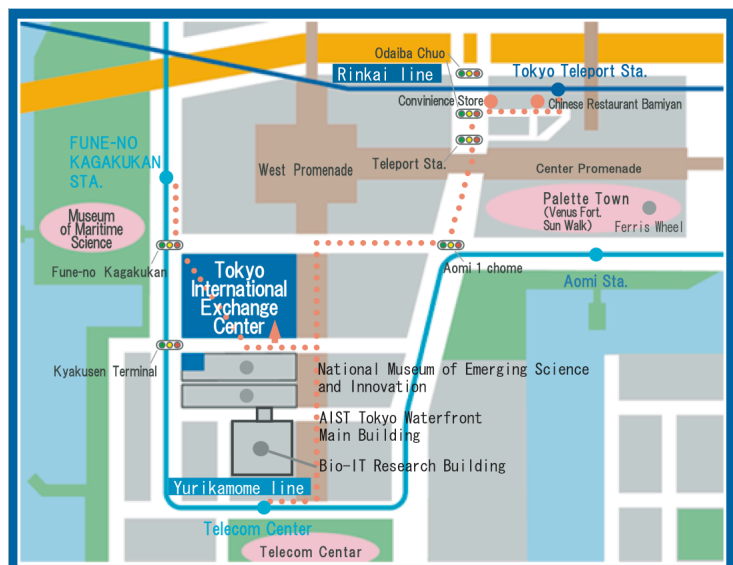 Odaiba Chuo
Rinkai line
Tokyo Teleport Sta.
Convinience Store
Chinese Restaurant Bamiyan
FUNE-NO
KAGAKUKAN
STA.
West Promenade
Teleport Sta.
Center Promenade
Palette Town
(Venus Fort.
Sun Walk)
Ferris Wheel
Museum
of Maritime
Science
Fune-no Kagakukan
Tokyo
International
Exchange
Center
Aomi 1 chome
Aomi Sta.
Kyakusen Terminal
National Museum of Emerging Science
and Innovation
AIST Tokyo Waterfront
Main Building
Bio-IT Research Building
Yurikamome line
Telecom Center
Telecom Centar